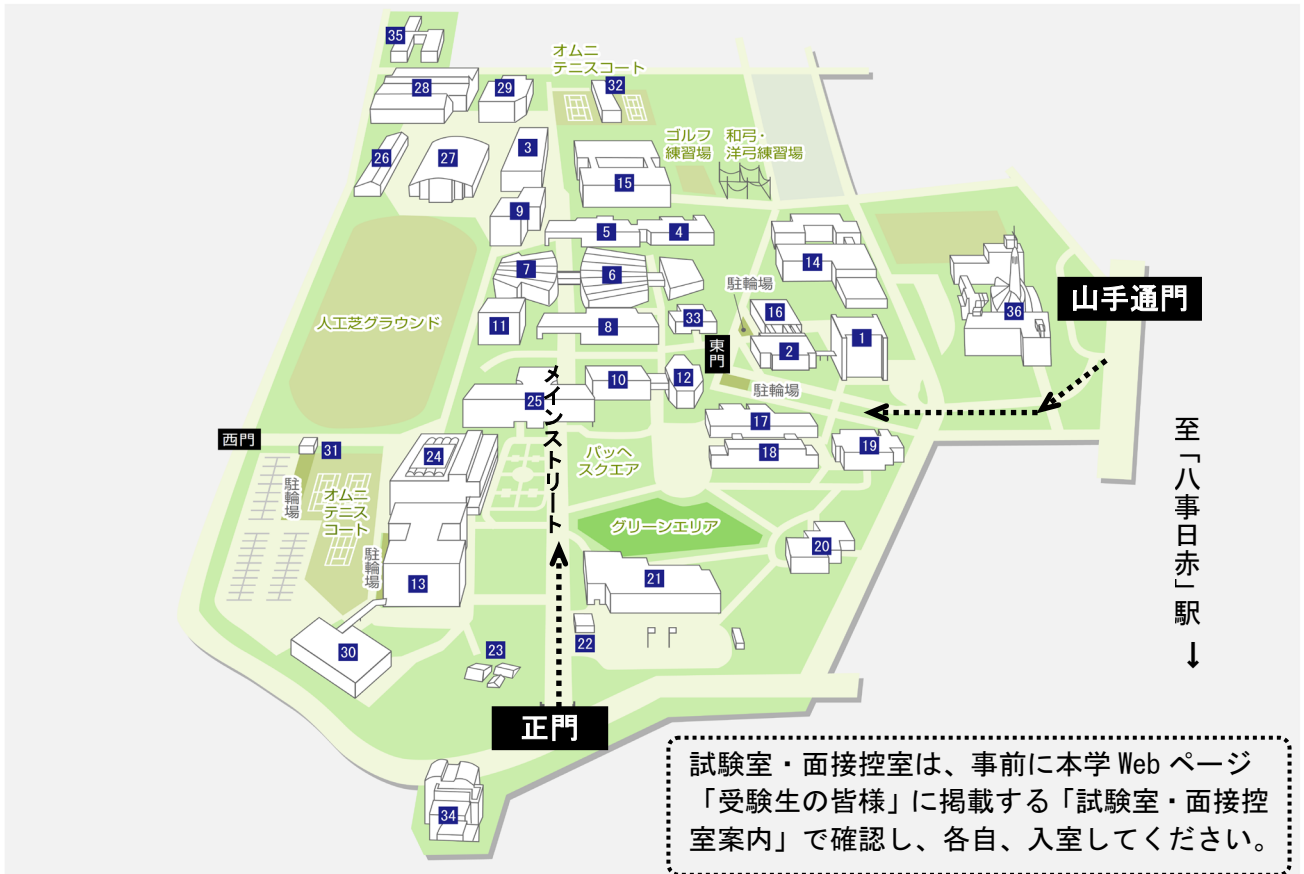 35
オムニ
テニスコート
28
29
32
ゴルフ
練習場
和弓・
洋弓練習場
26
27
3
15
9
5
4
7
6
14
駐輪場
山手通門
人工芝グラウンド
11
8
33
16
1
36
東門
2
メインストリート
10
12
駐輪場
25
17
西門
31
24
パッヘ
スクエア
18
19
至「八事日赤」駅
↓
駐輪場
オムニ
テニス
コート
グリーンエリア
20
駐輪場
13
21
30
23
22
正門
34
試験室・面接控室は、事前に本学 Web ページ
「受験生の皆様」に掲載する「試験室・面接控
室案内」で確認し、各自、入室してください。